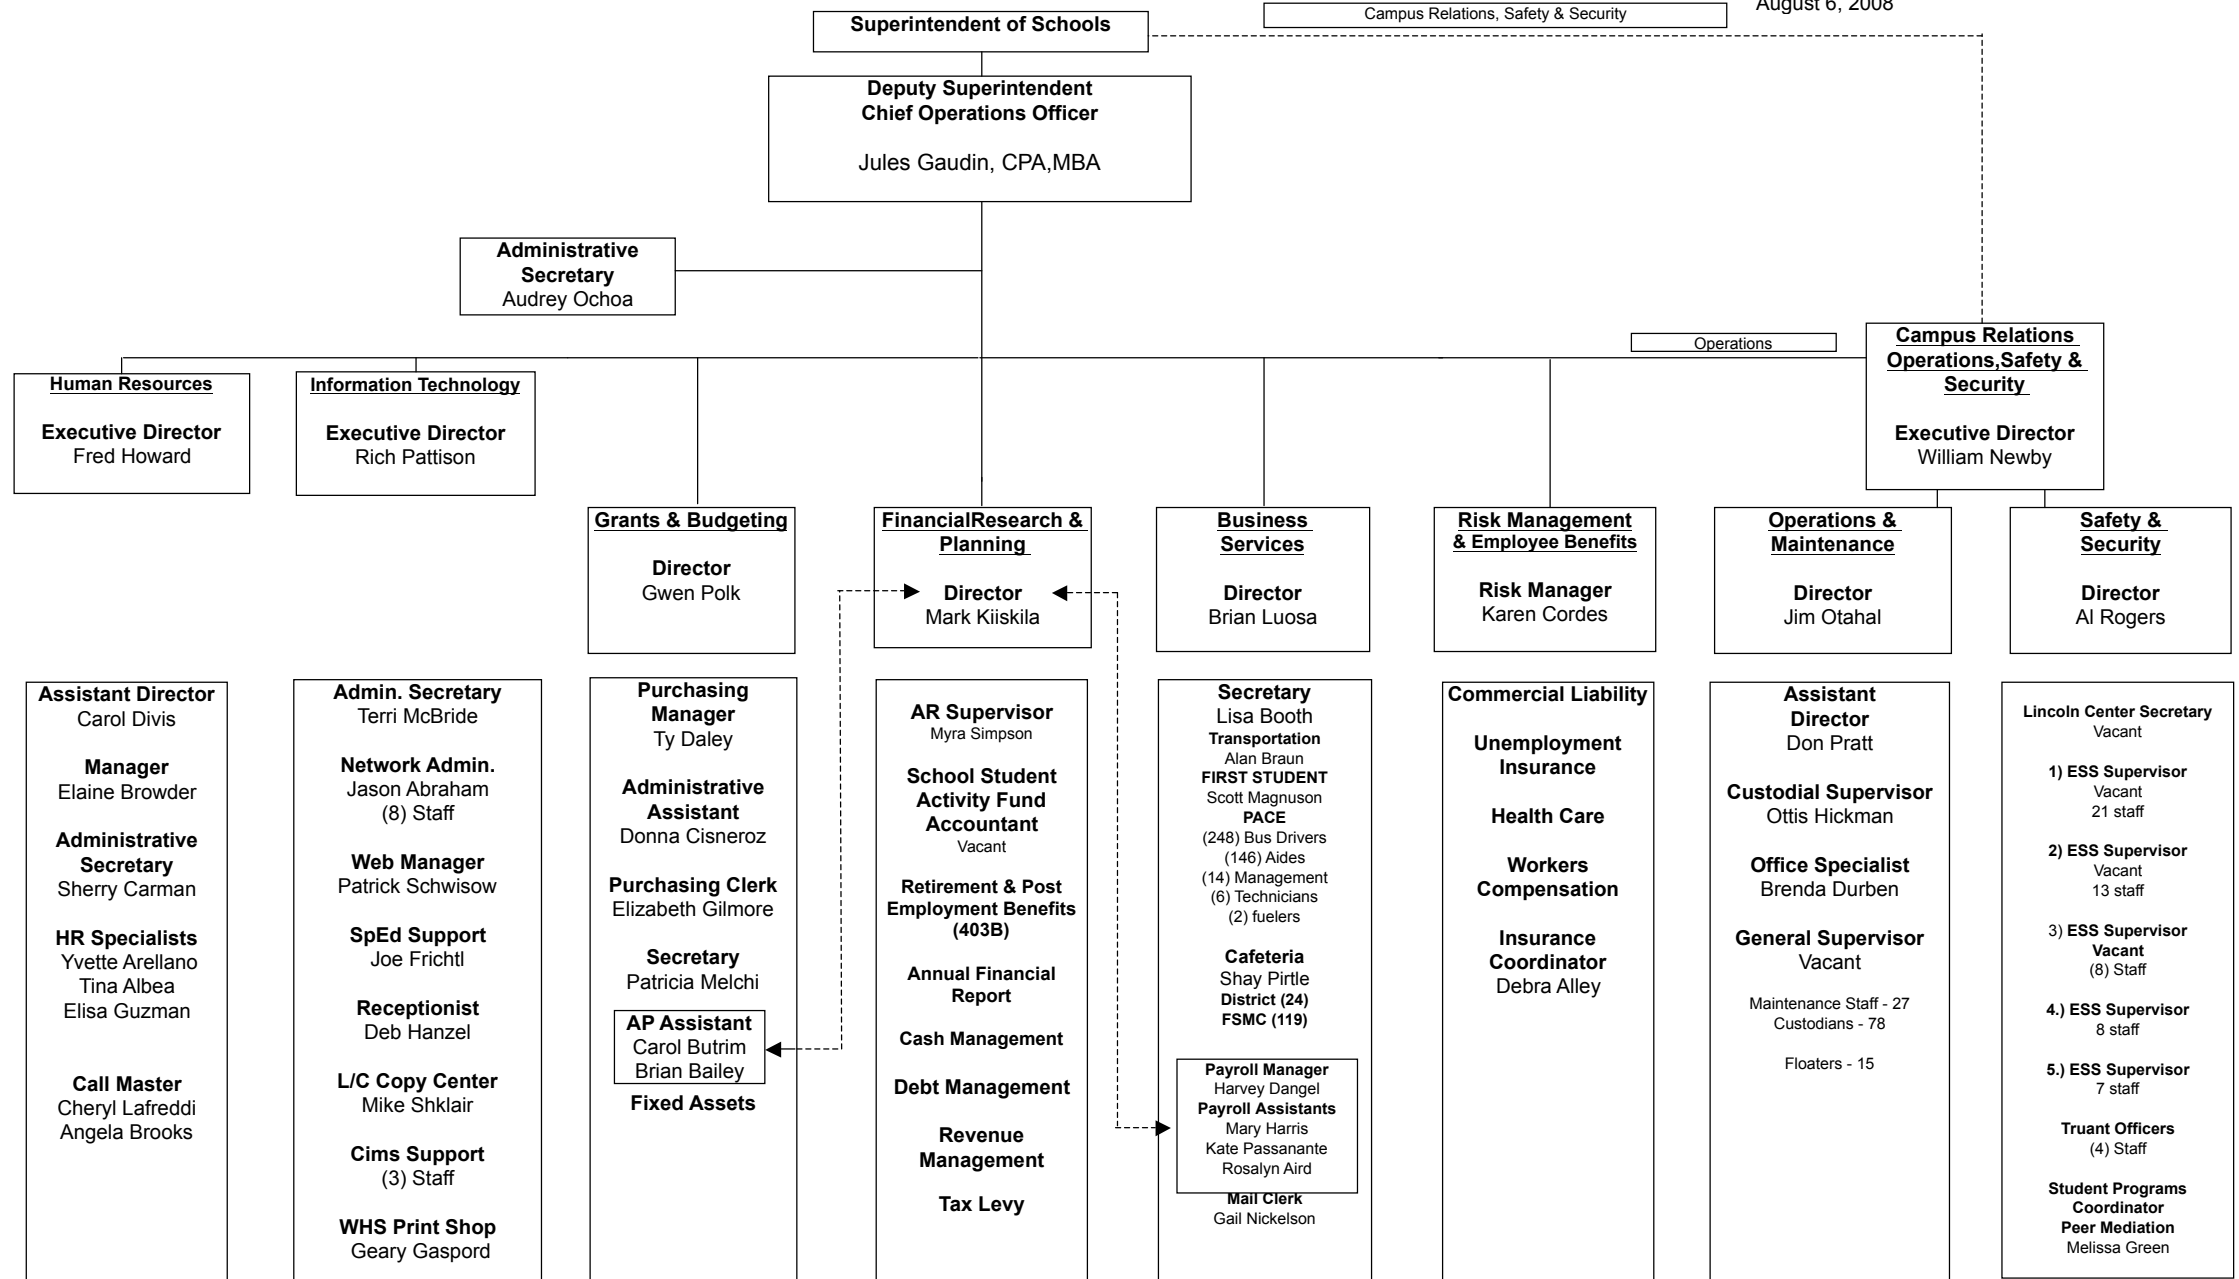 Campus Relations, Safety & Security
August 6, 2008
Superintendent of Schools
Deputy Superintendent
Chief Operations Officer
Jules Gaudin, CPA,MBA
Administrative
Secretary
Audrey Ochoa
Operations
Campus Relations
Operations,Safety &
Security
Executive Director
William Newby
Human Resources
Executive Director
Fred Howard
Information Technology
Executive Director
Rich Pattison
Grants & Budgeting
Director
Gwen Polk
FinancialResearch &
Planning
Director
Mark Kiiskila
Business
Services
Director
Brian Luosa
Risk Management
& Employee Benefits
Risk Manager
Karen Cordes
Operations &
Maintenance
Director
Jim Otahal
Safety &
Security
Director
Al Rogers
Assistant Director
Carol Divis
Manager
Elaine Browder
Administrative
Secretary
Sherry Carman
HR Specialists
Yvette Arellano
Tina Albea
Elisa Guzman
Call Master
Cheryl Lafreddi
Angela Brooks
Admin. Secretary
Terri McBride
Network Admin.
Jason Abraham
(8) Staff
Web Manager
Patrick Schwisow
SpEd Support
Joe Frichtl
Receptionist
Deb Hanzel
L/C Copy Center
Mike Shklair
Cims Support
(3) Staff
WHS Print Shop
Geary Gaspord
Purchasing
Manager
Ty Daley
Administrative
Assistant
Donna Cisneroz
Purchasing Clerk
Elizabeth Gilmore
Secretary
Patricia Melchi
AP Assistant
Carol Butrim
Brian Bailey
Fixed Assets
AR Supervisor
Myra Simpson
School Student
Activity Fund
Accountant
Vacant
Retirement & Post
Employment Benefits
(403B)
Annual Financial
Report
Cash Management
Debt Management
Revenue
Management
Tax Levy
Secretary
Lisa Booth
Transportation
Alan Braun
FIRST STUDENT
Scott Magnuson
PACE
(248) Bus Drivers
(146) Aides
(14) Management
(6) Technicians
(2) fuelers
Cafeteria
Shay Pirtle
District (24)
FSMC (119)
Payroll Manager
Harvey Dangel
Payroll Assistants
Mary Harris
Kate Passanante
Rosalyn Aird
Mail Clerk
Gail Nickelson
Commercial Liability
Unemployment
Insurance
Health Care
Workers
Compensation
Insurance
Coordinator
Debra Alley
Assistant
Director
Don Pratt
Custodial Supervisor
Ottis Hickman
Office Specialist
Brenda Durben
General Supervisor
Vacant
Maintenance Staff - 27
Custodians - 78
Floaters - 15
Lincoln Center Secretary
Vacant
1) ESS Supervisor
Vacant
21 staff
2) ESS Supervisor
Vacant
13 staff
3) ESS Supervisor
Vacant
(8) Staff
4.) ESS Supervisor
8 staff
5.) ESS Supervisor
7 staff
Truant Officers
(4) Staff
Student Programs
Coordinator
Peer Mediation
Melissa Green